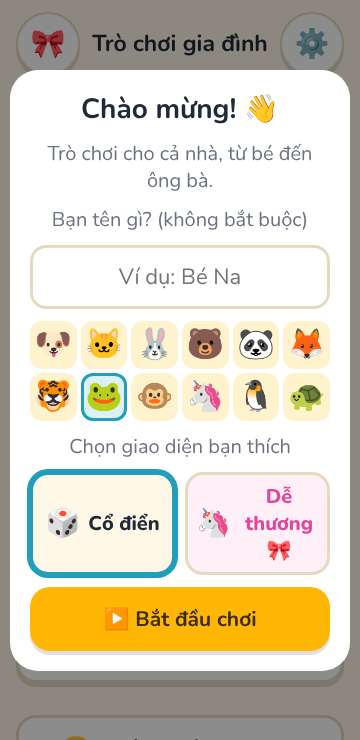 Trò chơi gia đình
Chào mừng! 👋
Trò chơi cho cả nhà, từ bé đến
ông bà.
Bạn tên gì? (không bắt buộc)
Ví dụ: Bé Na
Chọn giao diện bạn thích
Cổ điển
Dễ
thương
🎀
▶️ Bắt đầu chơi